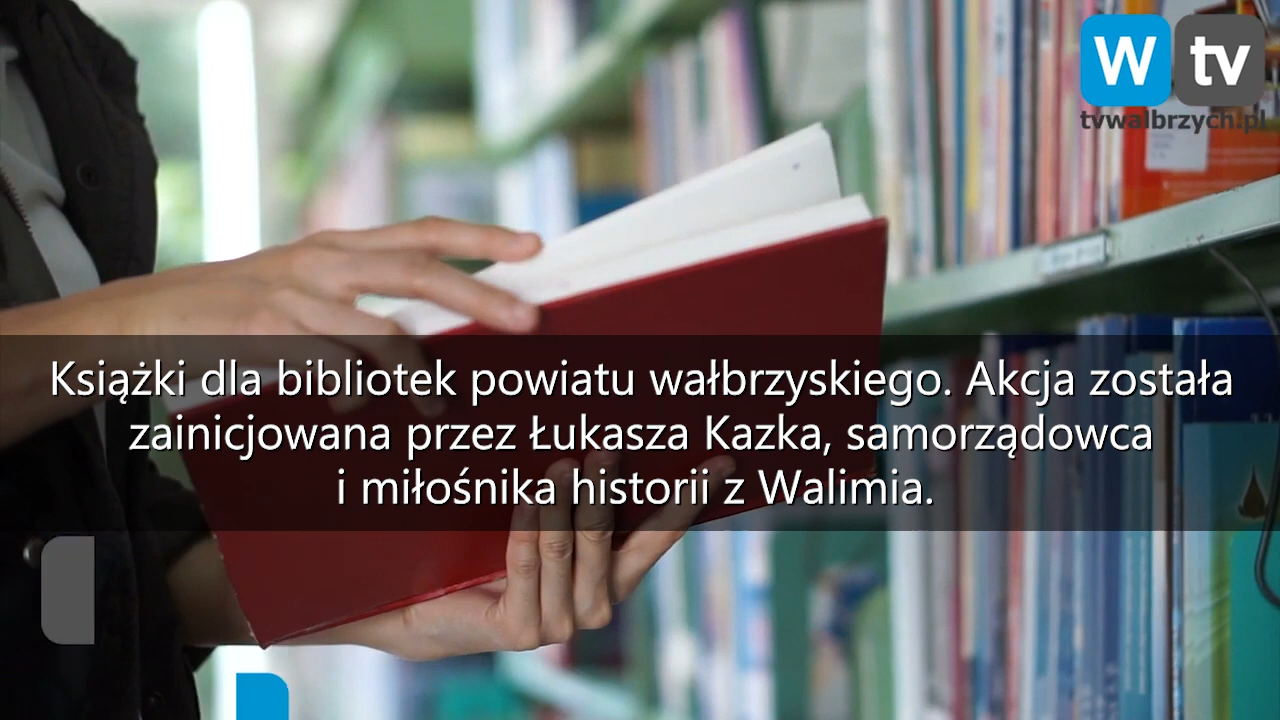 W tv
tvwalbrzych.pl
Książki dla bibliotek powiatu wałbrzyskiego. Akcja została
zainicjowana przez Łukasza Kazka, samorządowca
i miłośnika historii z Walimia.